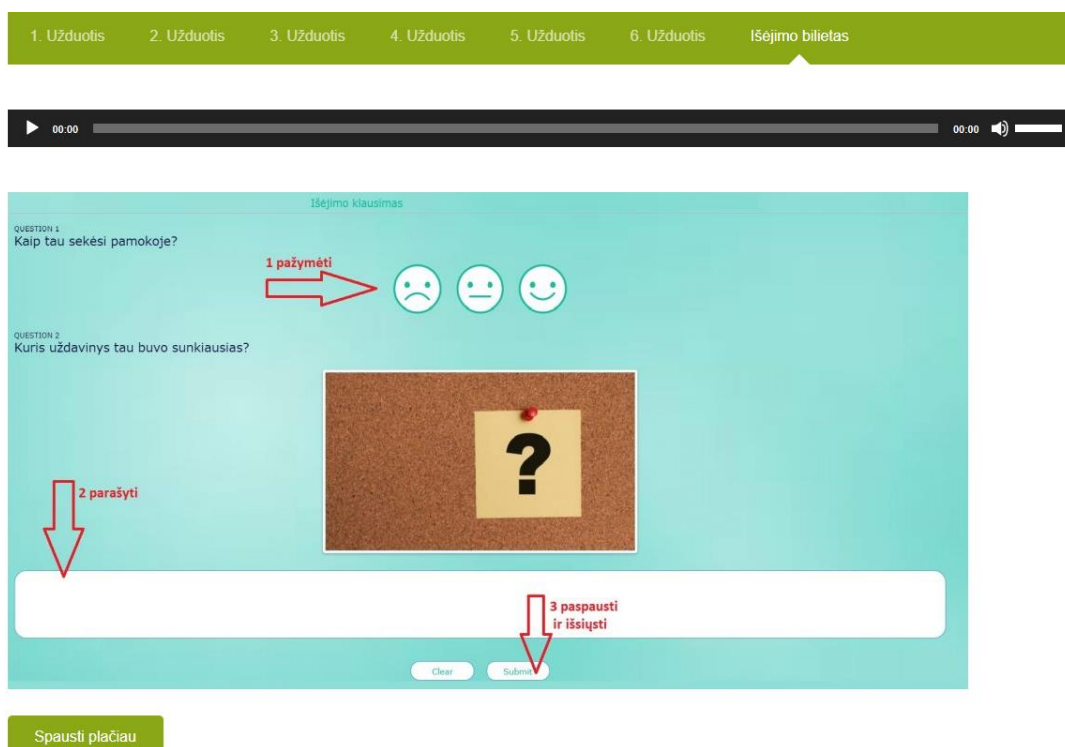 1. Užduotis 2. Užduotis 3. Užduotis 4. Užduotis 5. Užduotis 6. Užduotis Išėjimo bilietas
00:00 00:00
Išėjimo klausimas
QUESTION 1
Kaip tau sekėsi pamokoje?
1 pažymėti
QUESTION 2
Kuris uždavinys tau buvo sunkiausias?
?
2 parašyti
3 paspausti
ir išsiųsti
Clear Submit
Spausti plačiau